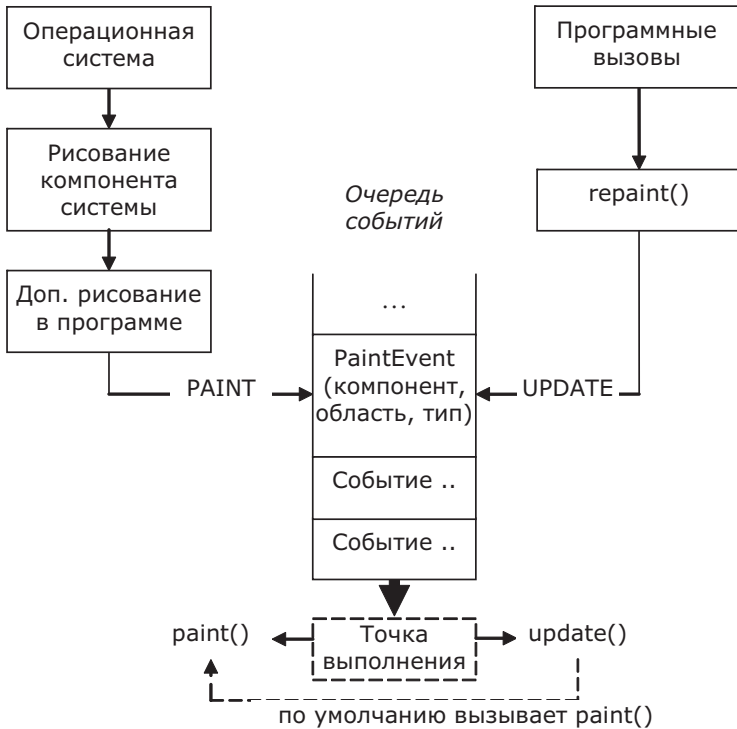 Операционная
система
Программные
вызовы
Рисование
компонента
системы
repaint()
Очередь
событий
Доп. рисование
в программе
...
PAINT
PaintEvent
(компонент,
область, тип)
UPDATE
Событие ..
Событие ..
paint()
Точка
выполнения
update()
по умолчанию вызывает paint()